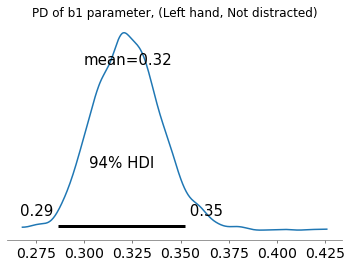 PD of b1 parameter, (Left hand, Not distracted)
mean=0.32
94% HDI
0.29 0.35
0.275 0.300 0.325 0.350 0.375 0.400 0.425